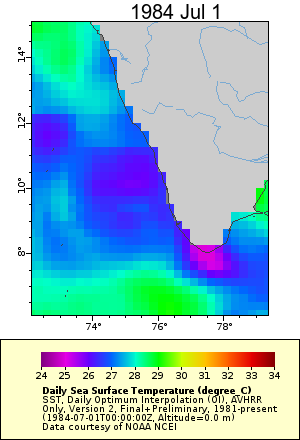 1984 Jul 1
14°
12°
10°
8°
74° 76° 78°
24 25 26 27 28 29 30 31 32 33 34
Daily Sea Surface Temperature (degree_C)
SST, Daily Optimum Interpolation (OI), AVHRR
Only, Version 2, Final+Preliminary, 1981-present
(1984-07-01T00:00:00Z, Altitude=0.0 m)
Data courtesy of NOAA NCEI